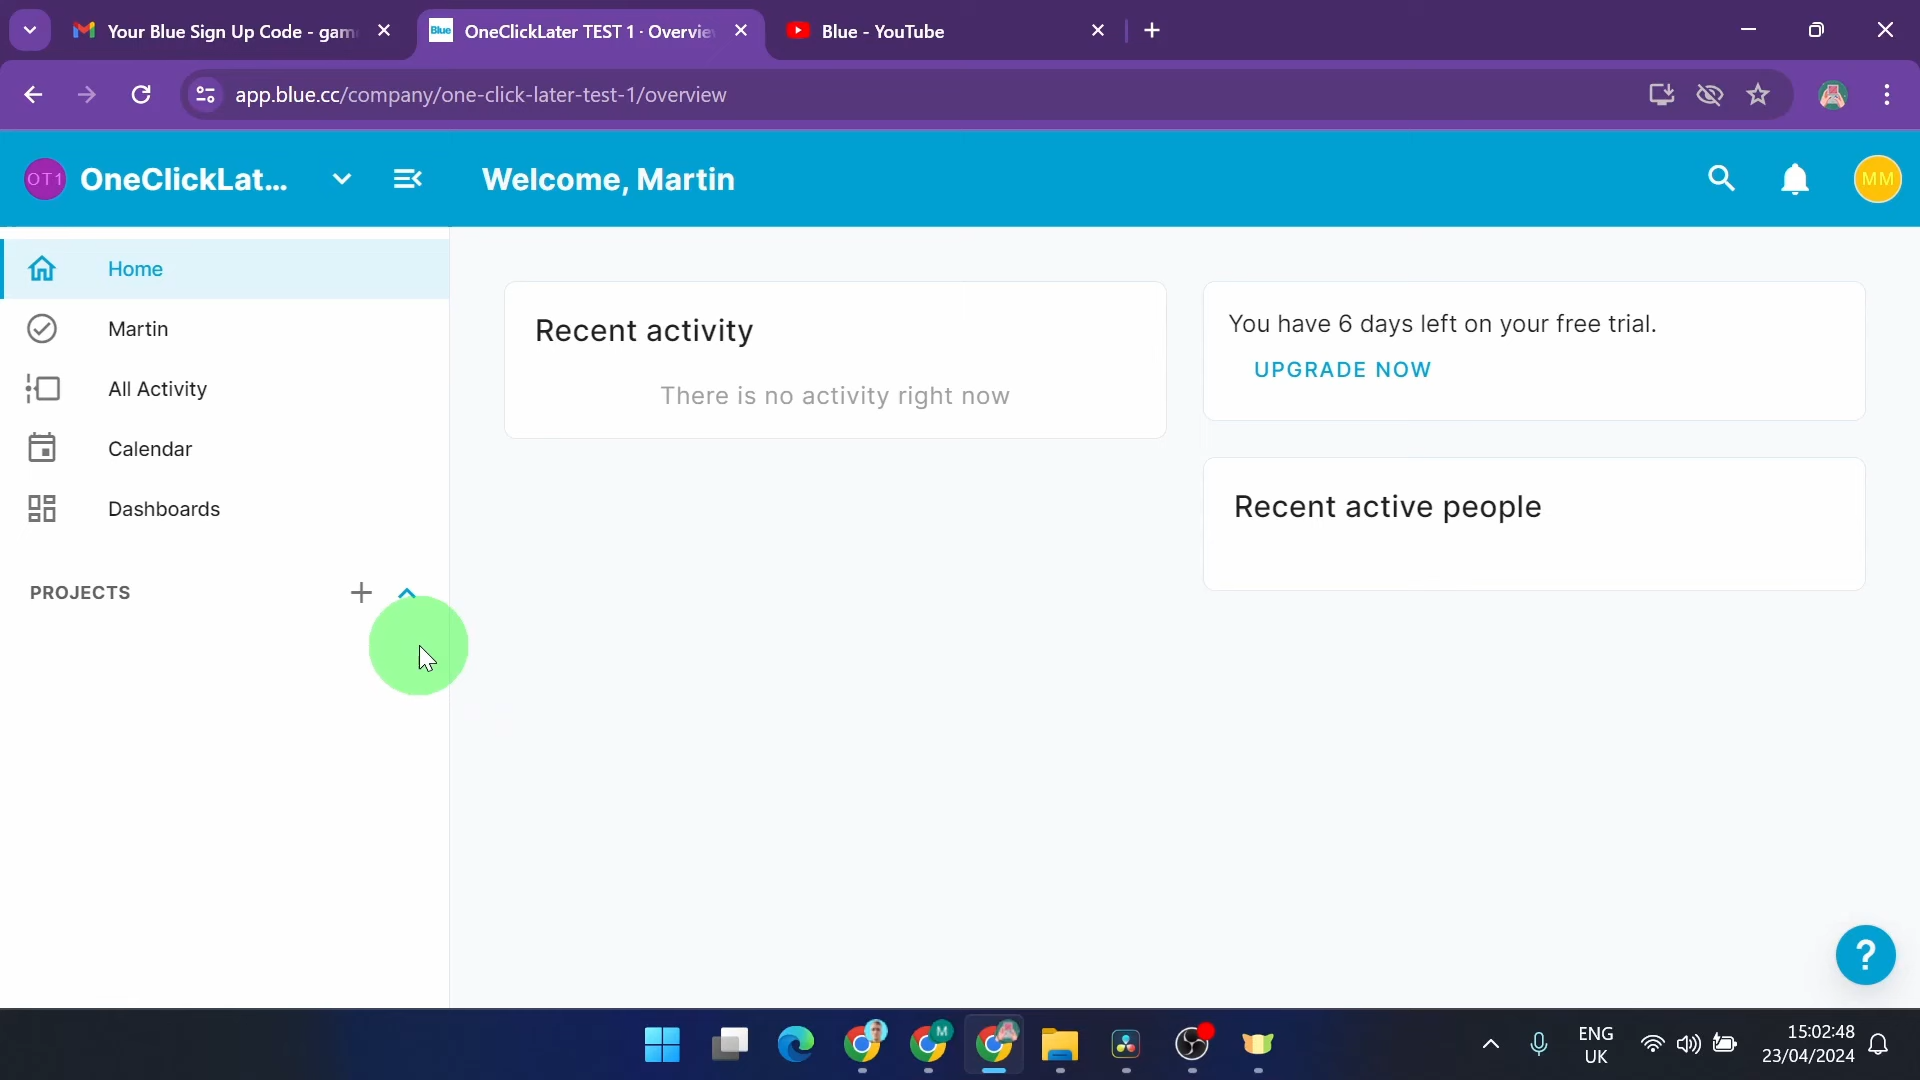 Your Blue Sign Up Code - gam
Blue
OneClickLater TEST 1 · Overvie
Blue - YouTube
app.blue.cc/company/one-click-later-test-1/overview
OT1
OneClickLat...
Welcome, Martin
MM
Home
Martin
All Activity
Calendar
Dashboards
PROJECTS
Recent activity
There is no activity right now
You have 6 days left on your free trial.
UPGRADE NOW
Recent active people
?
M
ENG
UK
15:02:48
23/04/2024